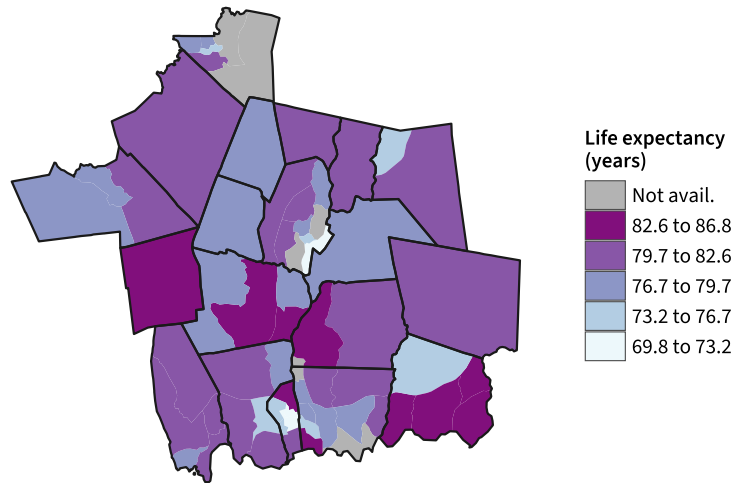 Life expectancy
(years)
Not avail.
82.6 to 86.8
79.7 to 82.6
76.7 to 79.7
73.2 to 76.7
69.8 to 73.2